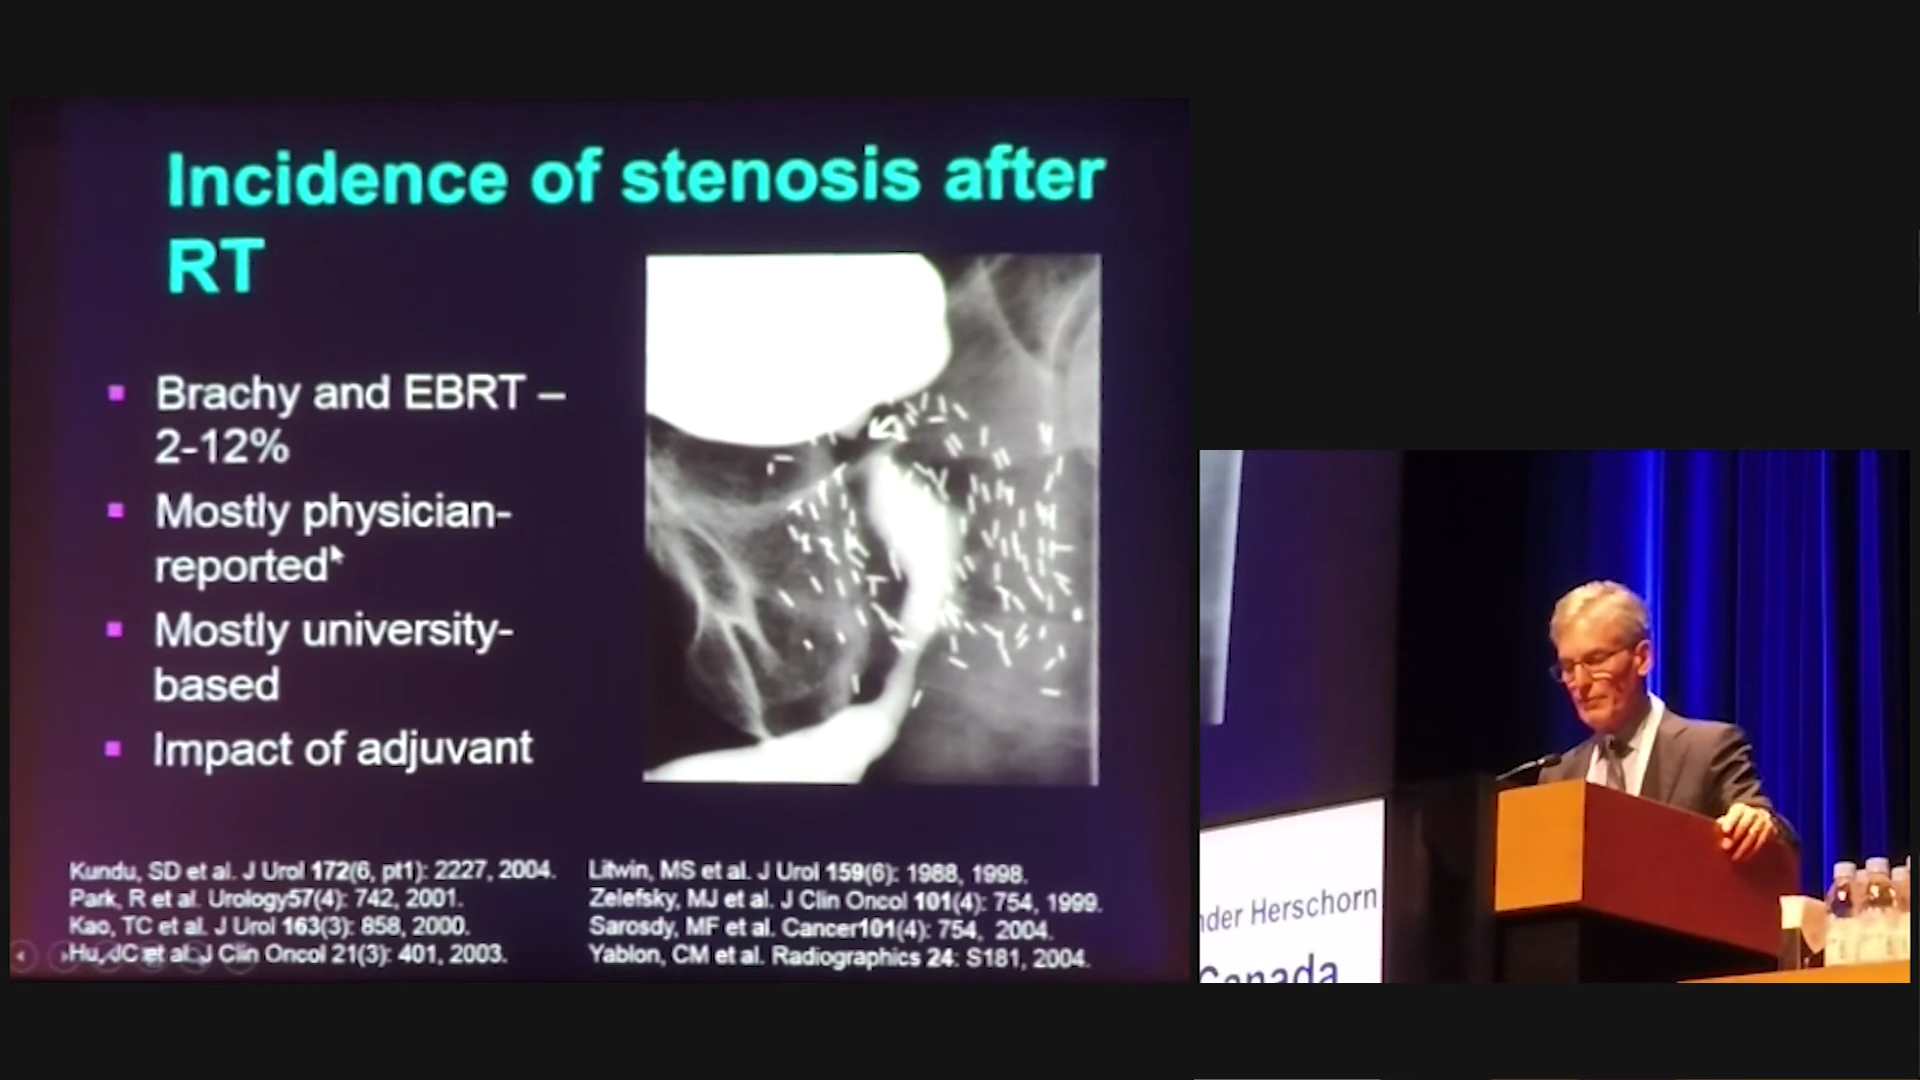 Incidence of stenosis after
RT
Brachy and EBRT –
2-12%
Mostly physician-
reported
Mostly university-
based
Impact of adjuvant
Kundu, SD et al. J Urol 172(6, pt1): 2227, 2004.
Park, R et al. Urology57(4): 742, 2001.
Kao, TC et al. J Urol 163(3): 858, 2000.
Hu, JC et al. J Clin Oncol 21(3): 401, 2003.
Litwin, MS et al. J Urol 159(6): 1988, 1998.
Zelefsky, MJ et al. J Clin Oncol 101(4): 754, 1999.
Sarosdy, MF et al. Cancer101(4): 754, 2004.
Yablon, CM et al. Radiographics 24: S181, 2004.
nder Herschorn
Canada